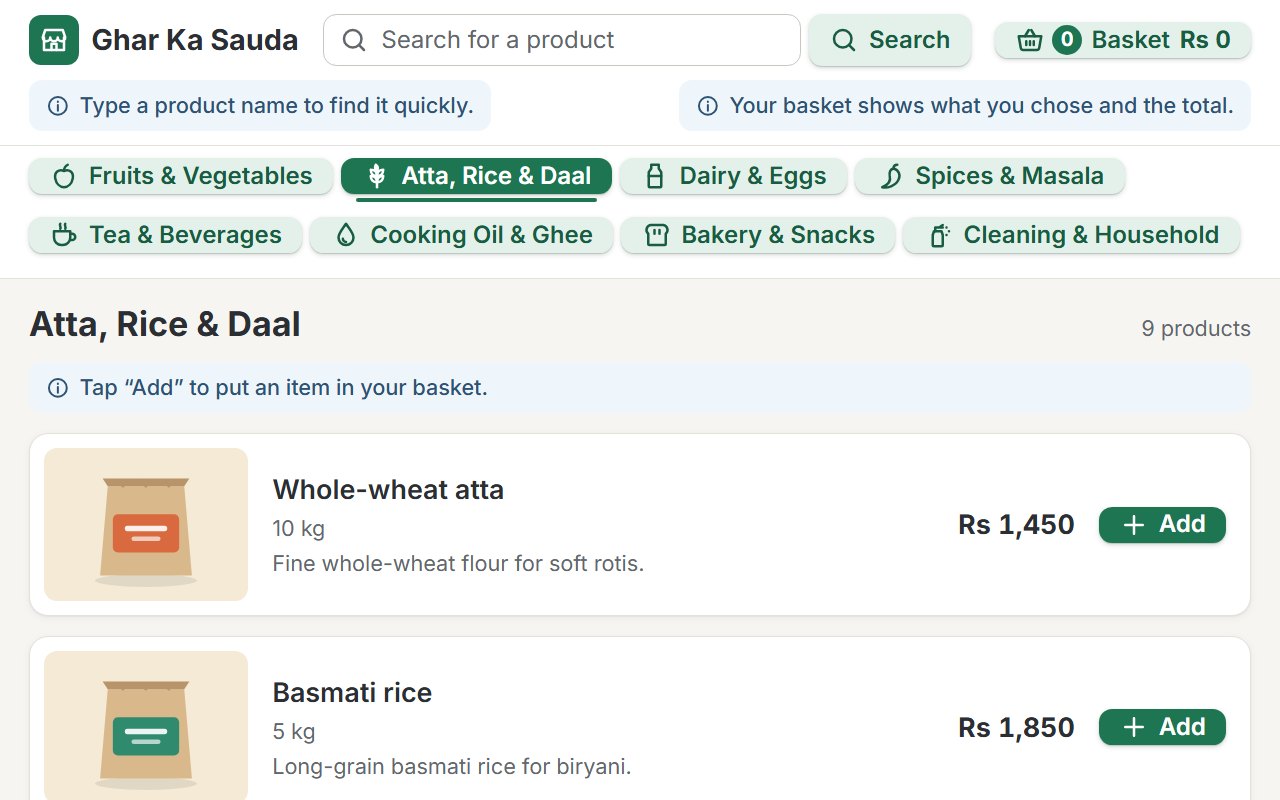 Ghar Ka Sauda
Search for a product
Search
0 Basket Rs 0
Type a product name to find it quickly.
Your basket shows what you chose and the total.
Fruits & Vegetables
Atta, Rice & Daal
Dairy & Eggs
Spices & Masala
Tea & Beverages
Cooking Oil & Ghee
Bakery & Snacks
Cleaning & Household
Atta, Rice & Daal
9 products
Tap “Add” to put an item in your basket.
Whole-wheat atta
10 kg
Fine whole-wheat flour for soft rotis.
Rs 1,450
Add
Basmati rice
5 kg
Long-grain basmati rice for biryani.
Rs 1,850
Add